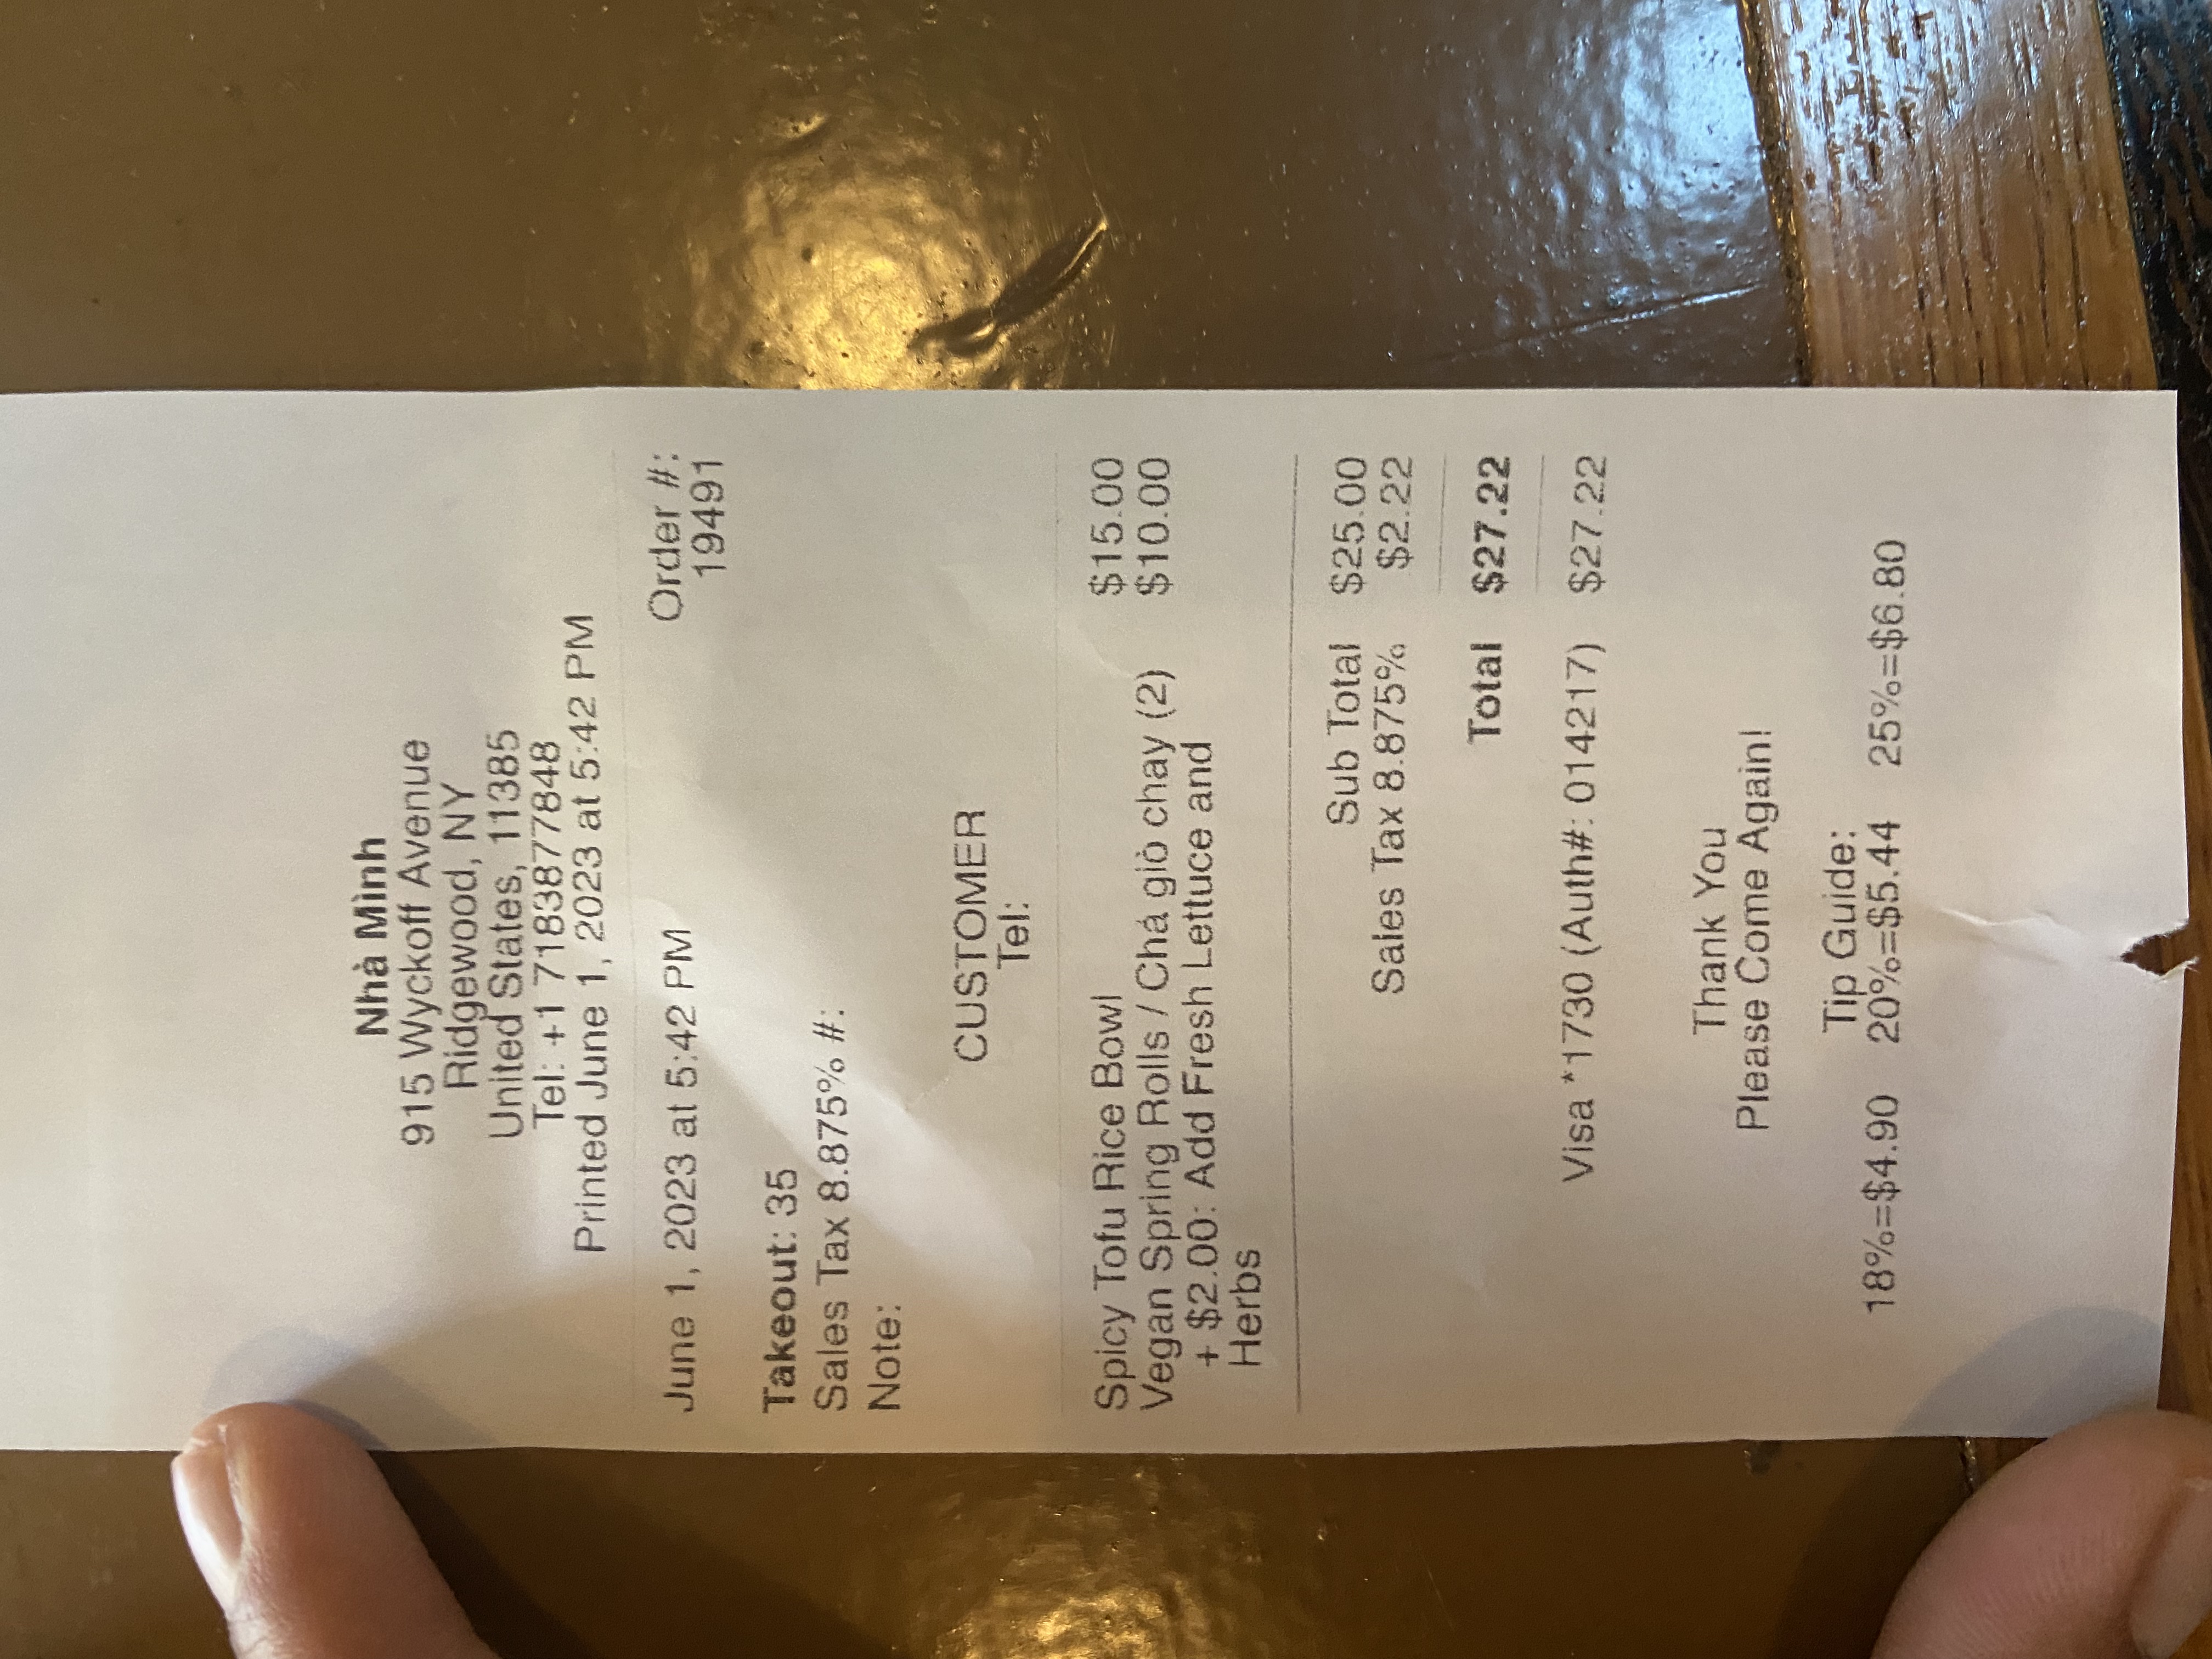 Nhà Mình
915 Wyckoff Avenue
Ridgewood, NY
United States, 11385
Tel: +1 7183877848
Printed June 1, 2023 at 5:42 PM
June 1, 2023 at 5:42 PM Order #:
19491
Takeout: 35
Sales Tax 8.875% #:
Note:
CUSTOMER
Tel:
Spicy Tofu Rice Bowl $15.00
Vegan Spring Rolls / Chả giò chay (2) $10.00
+ $2.00: Add Fresh Lettuce and
Herbs
Sub Total $25.00
Sales Tax 8.875% $2.22
Total $27.22
Visa *1730 (Auth#: 014217) $27.22
Thank You
Please Come Again!
Tip Guide:
18%=$4.90 20%=$5.44 25%=$6.80